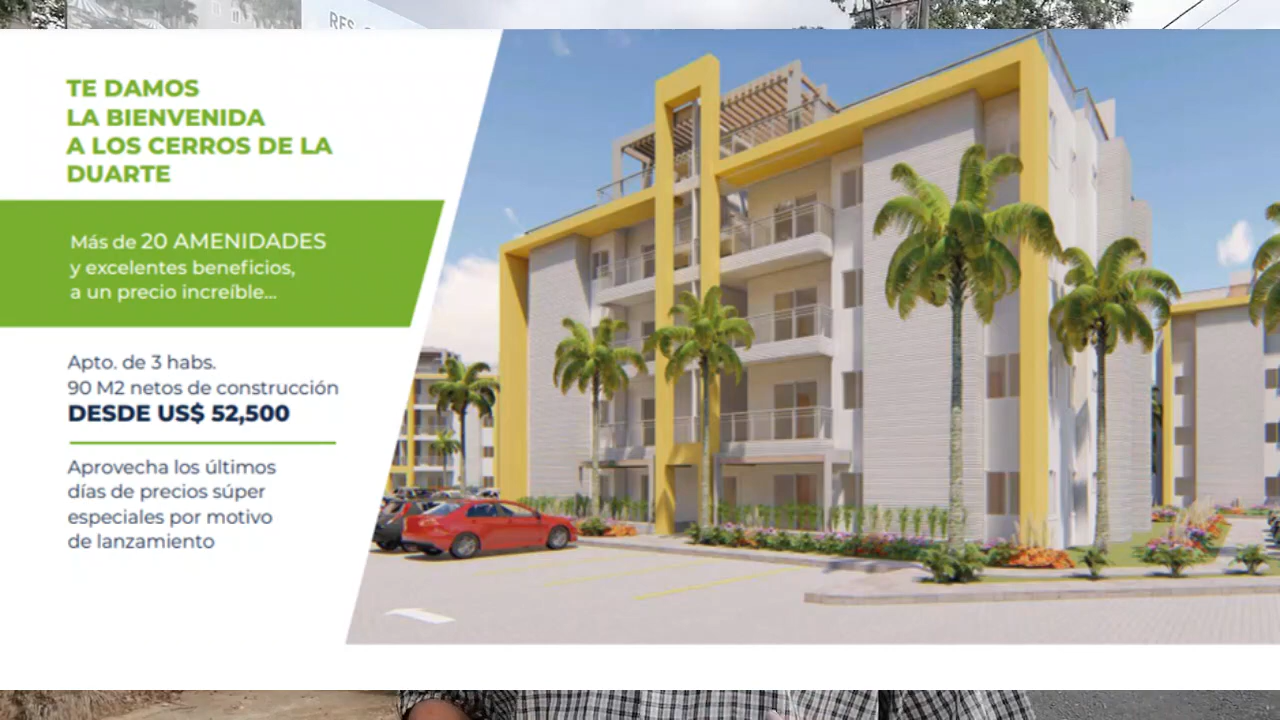 TE DAMOS
LA BIENVENIDA
A LOS CERROS DE LA
DUARTE
Más de 20 AMENIDADES
y excelentes beneficios,
a un precio increíble...
Apto. de 3 habs.
90 M2 netos de construcción
DESDE US$ 52,500
Aprovecha los últimos
días de precios súper
especiales por motivo
de lanzamiento